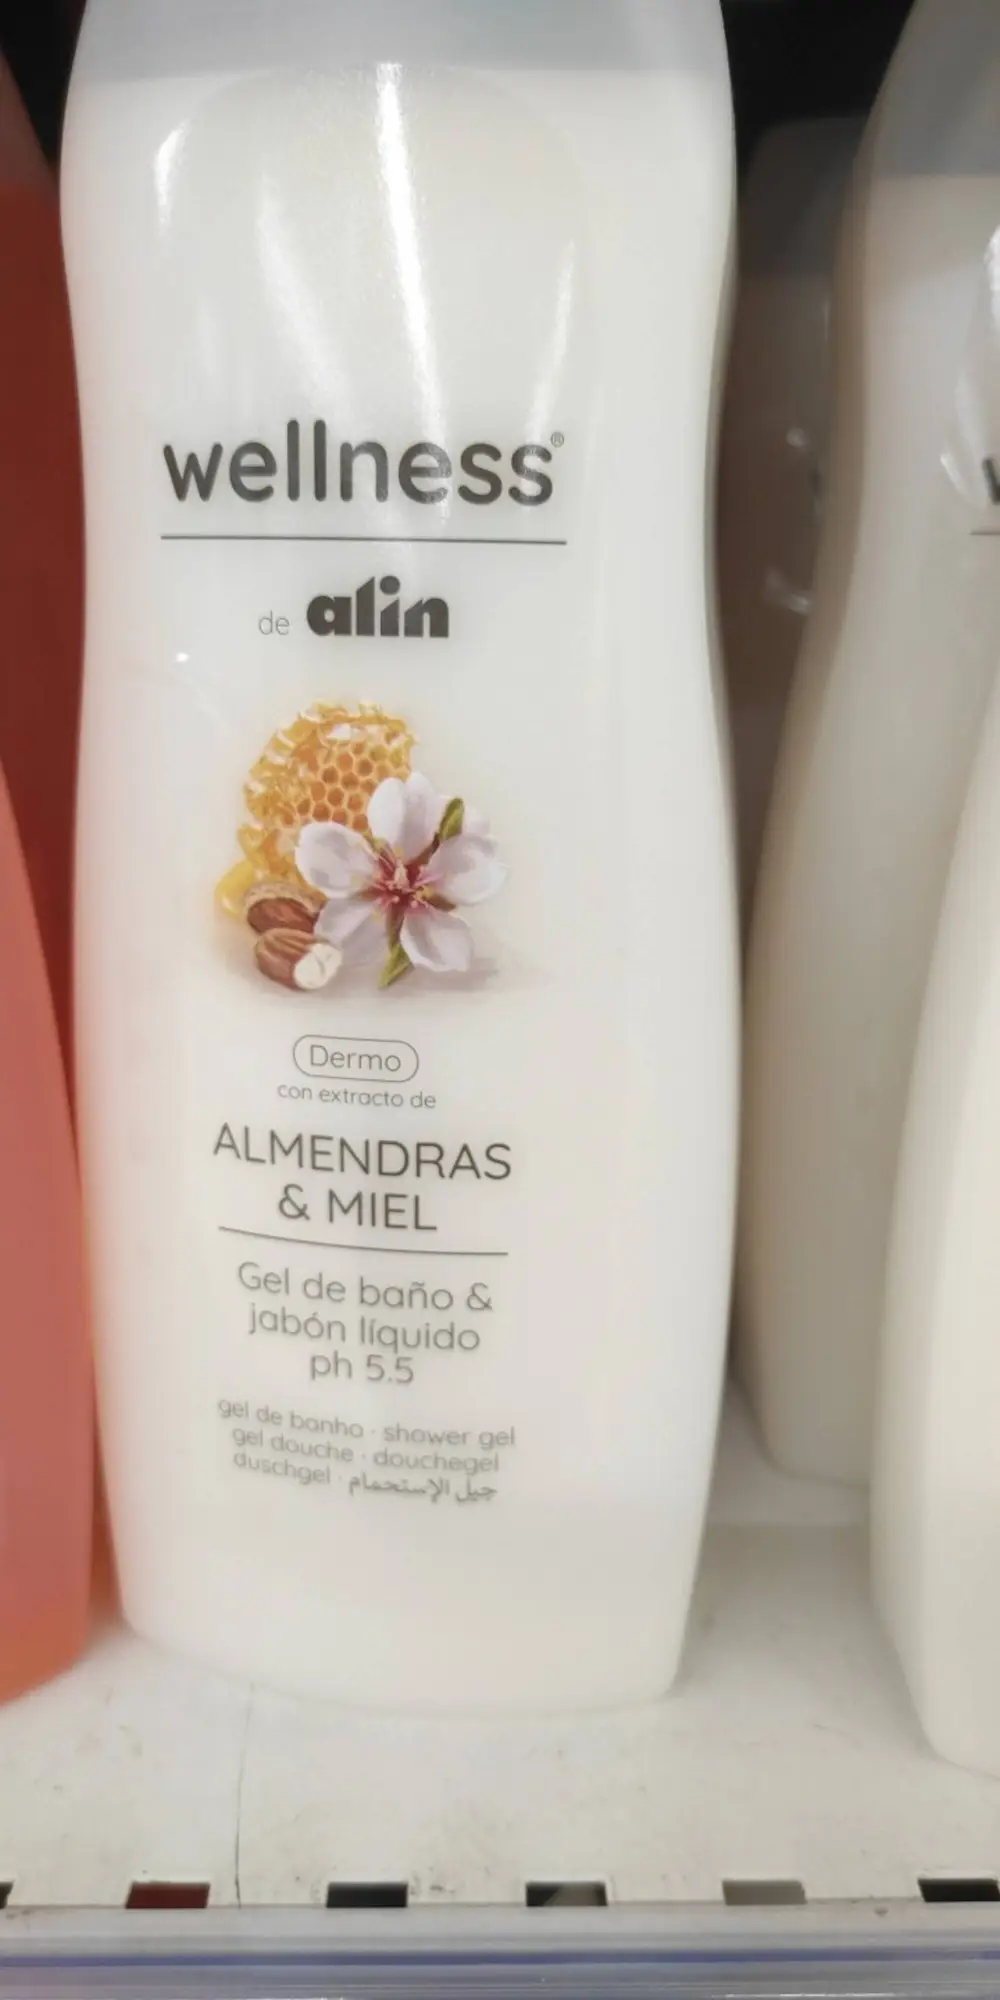 wellness®
de alin
Dermo
con extracto de
ALMENDRAS
& MIEL
Gel de baño &
jabón líquido
ph 5.5
gel de banho · shower gel
gel douche · douchegel
duschgel · جيل الإستحمام